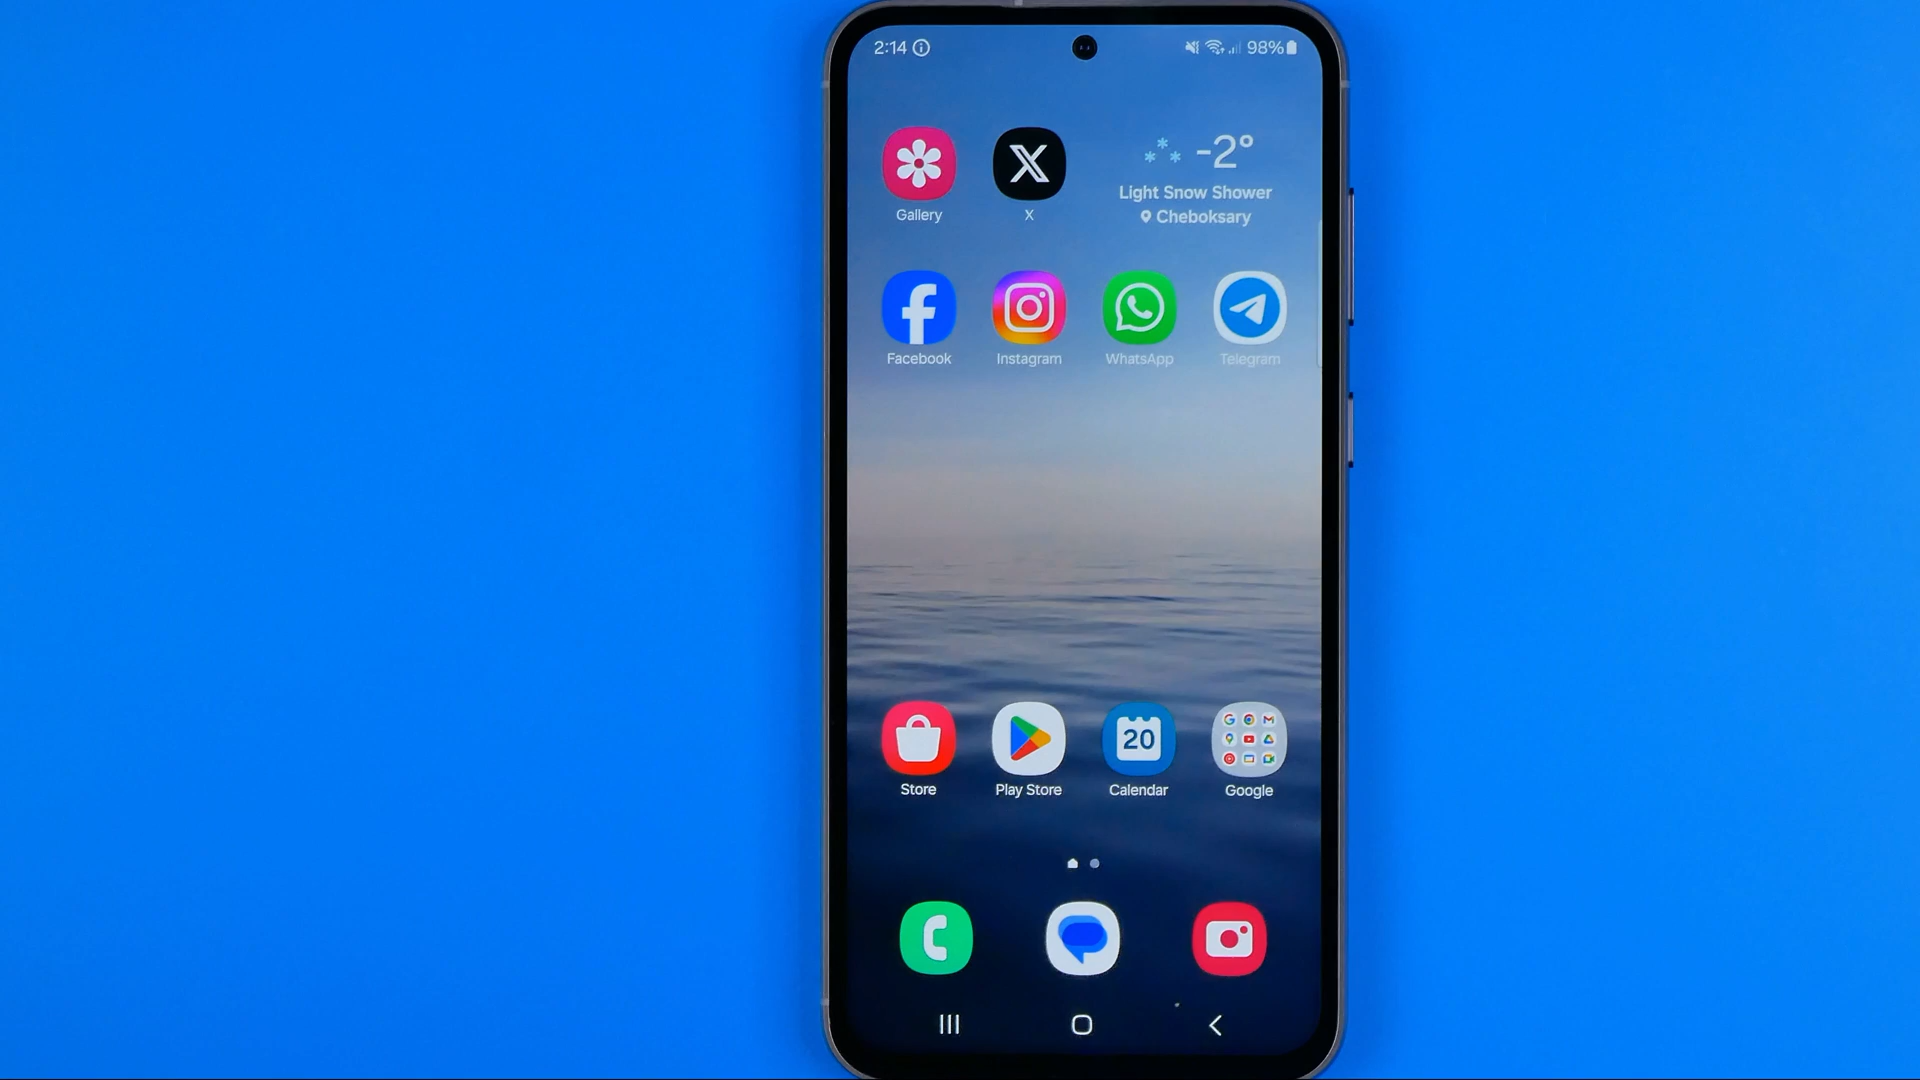 2:14
98%
-2°
Light Snow Shower
Cheboksary
Gallery
X
Facebook
Instagram
WhatsApp
Telegram
20
Store
Play Store
Calendar
Google